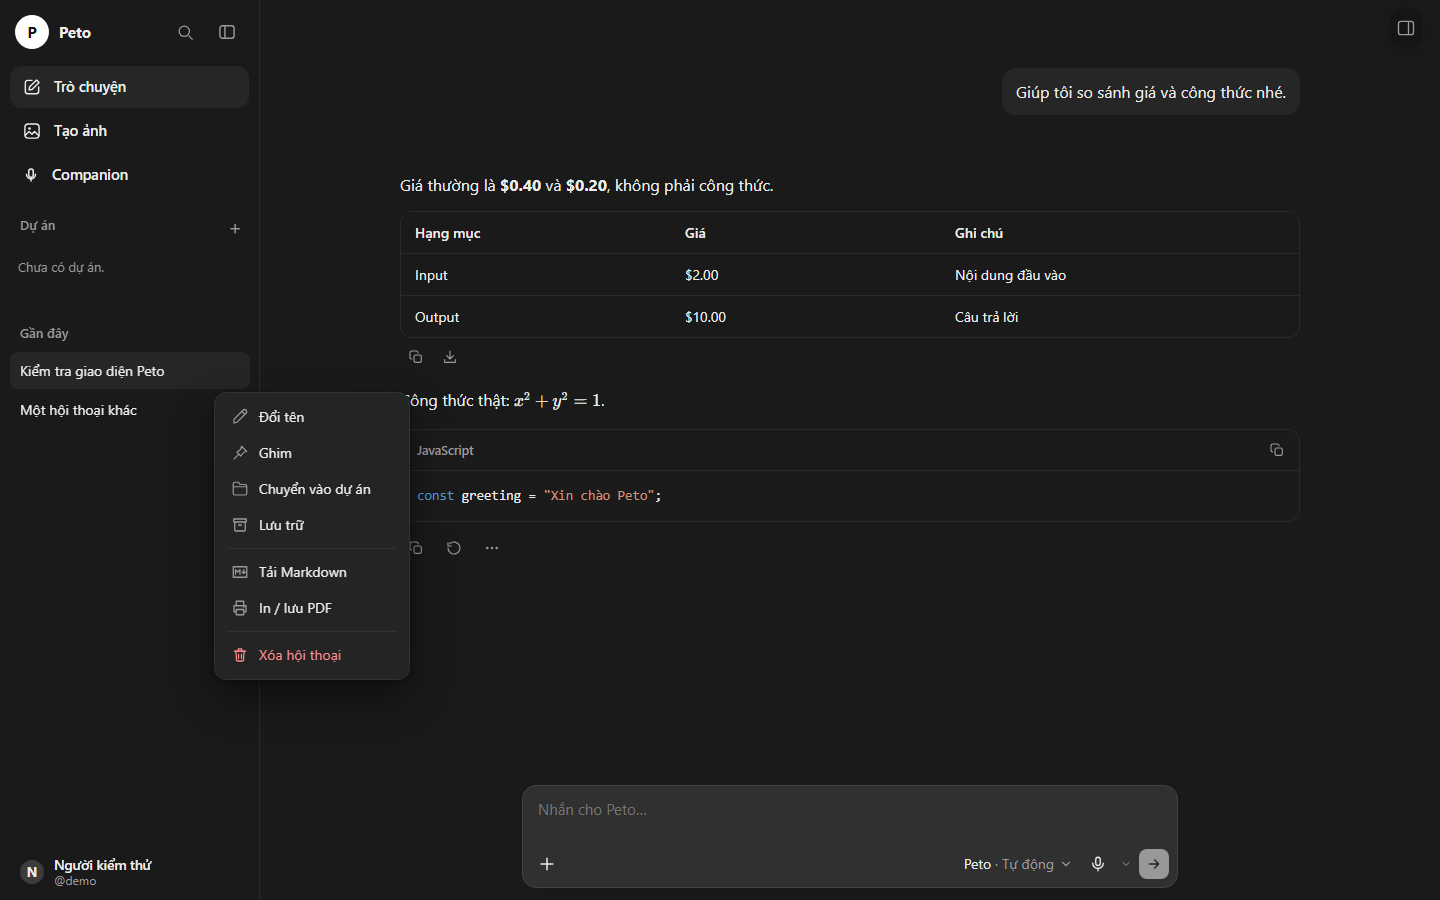 P Peto
Trò chuyện
Tạo ảnh
Companion
Dự án
Chưa có dự án.
Gần đây
Kiểm tra giao diện Peto
Một hội thoại khác
Đổi tên
Ghim
Chuyển vào dự án
Lưu trữ
Tải Markdown
In / lưu PDF
Xóa hội thoại
N Người kiểm thử
@demo
Giúp tôi so sánh giá và công thức nhé.
Giá thường là $0.40 và $0.20, không phải công thức.
Hạng mục Giá Ghi chú
Input $2.00 Nội dung đầu vào
Output $10.00 Câu trả lời
ông thức thật: x² + y² = 1.
JavaScript
const greeting = "Xin chào Peto";
Nhắn cho Peto...
Peto · Tự động